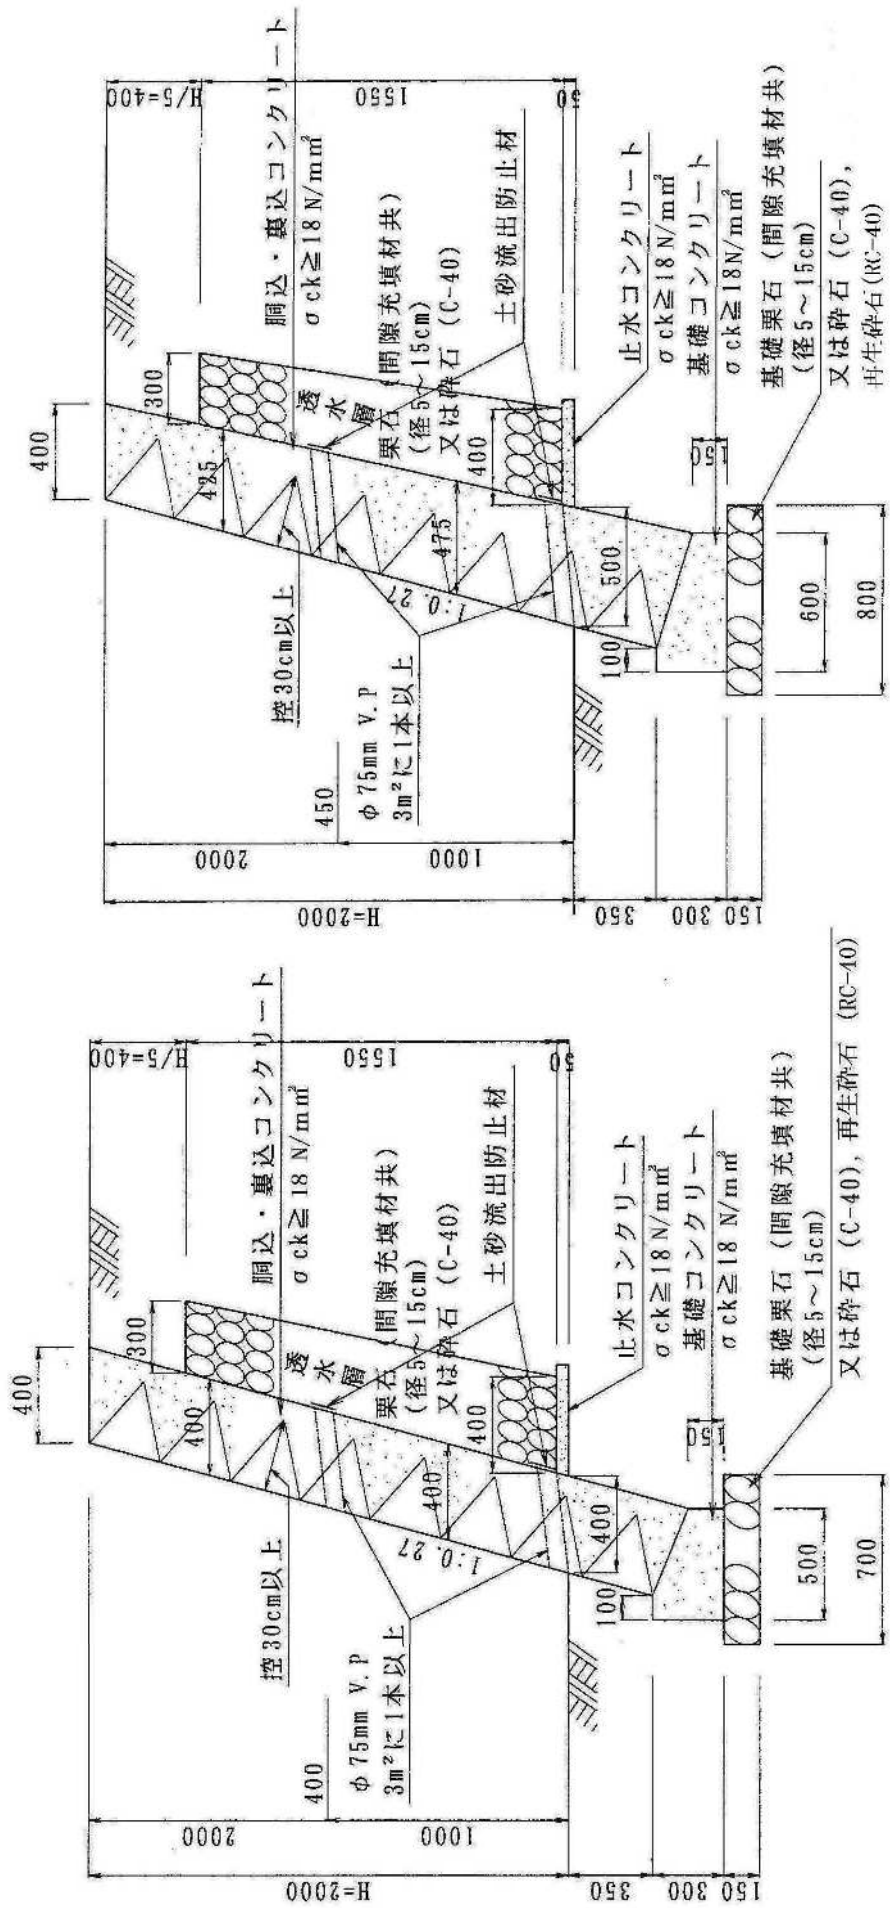 400
300
H/5=400
1550
50
胴込・裏込コンクリート
σck≧18N/mm²
425
透水層
栗石（間隙充填材共）
（径5～15cm）
又は砕石（C-40）
土砂流出防止材
控30cm以上
1:0.27
475
400
φ75mm V.P
3m²に1本以上
450
2000
1000
H=2000
500
100
止水コンクリート
σck≧18N/mm²
基礎コンクリート
σck≧18N/mm²
150
基礎栗石（間隙充填材共）
（径5～15cm）
又は砕石（C-40），
再生砕石(RC-40)
600
800
350
300
150
400
300
H/5=400
1550
50
胴込・裏込コンクリート
σck≧18 N/mm²
400
透水層
栗石（間隙充填材共）
（径5～15cm）
又は砕石（C-40）
土砂流出防止材
控30cm以上
1:0.27
400
400
φ75mm V.P
3m²に1本以上
400
2000
1000
H=2000
400
100
止水コンクリート
σck≧18N/mm²
基礎コンクリート
σck≧18 N/mm²
150
基礎栗石（間隙充填材共）
（径5～15cm）
又は砕石（C-40），再生砕石（RC-40）
500
700
350
300
150